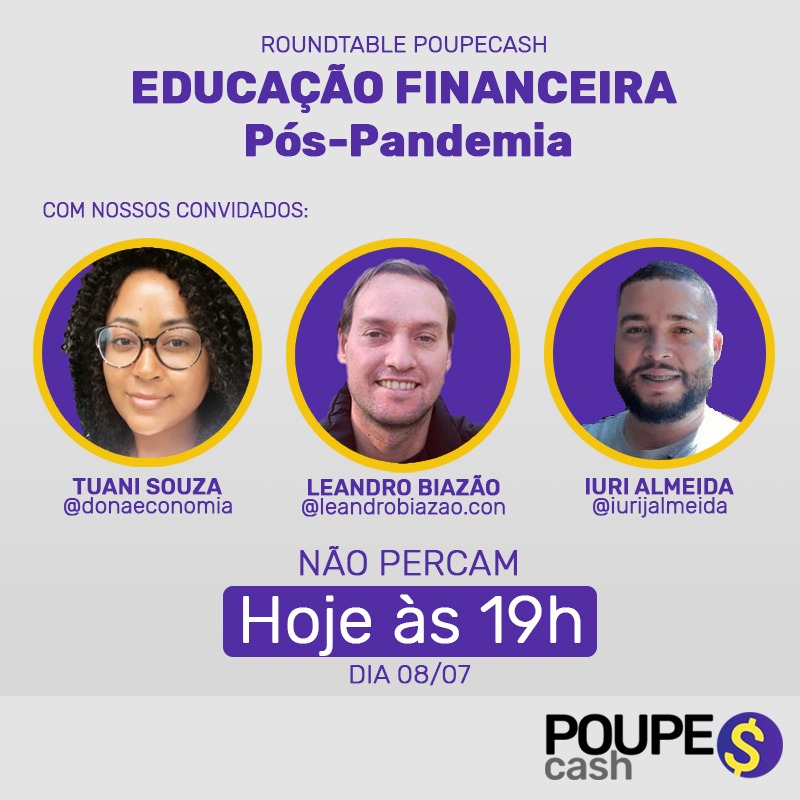 ROUNDTABLE POUPECASH
EDUCAÇÃO FINANCEIRA
Pós-Pandemia
COM NOSSOS CONVIDADOS:
TUANI SOUZA
@donaeconomia
LEANDRO BIAZÃO
@leandrobiazao.con
IURI ALMEIDA
@iurijalmeida
NÃO PERCAM
Hoje às 19h
DIA 08/07
POUPE$
cash